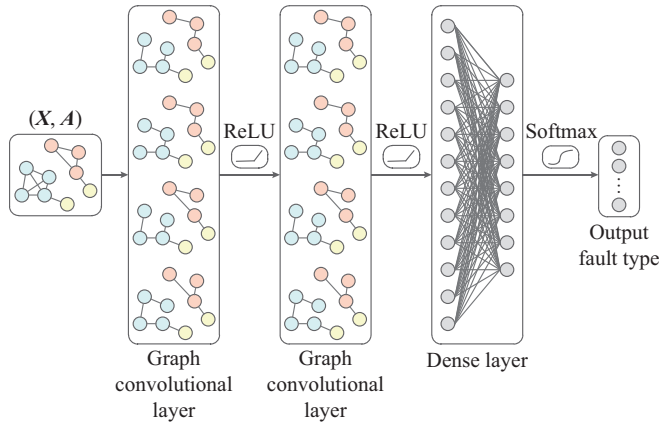 (X, A)
ReLU
ReLU
Softmax
Graph
convolutional
layer
Graph
convolutional
layer
Dense layer
Output
fault type